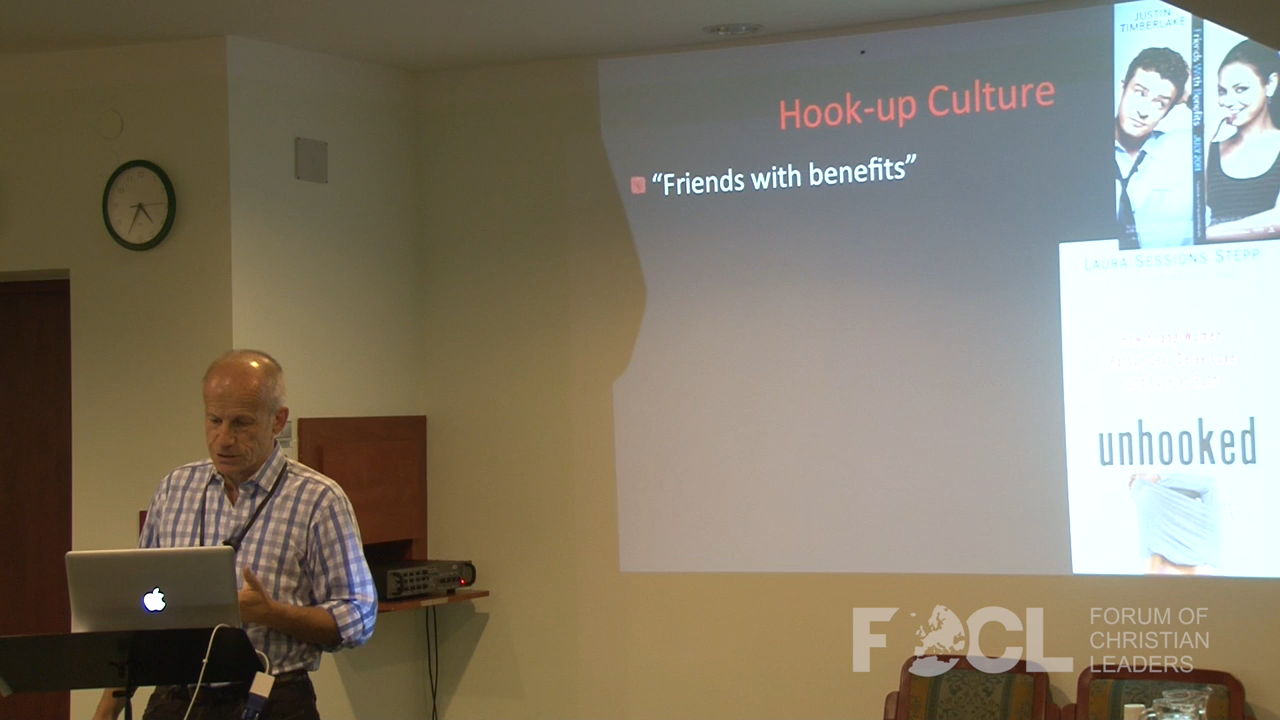 Hook-up Culture
"Friends with benefits"
JUSTIN
TIMBERLAKE
Friends With Benefits
JULY 2011
LAURA SESSIONS STEPP
unhooked
FOCL
FORUM OF
CHRISTIAN
LEADERS